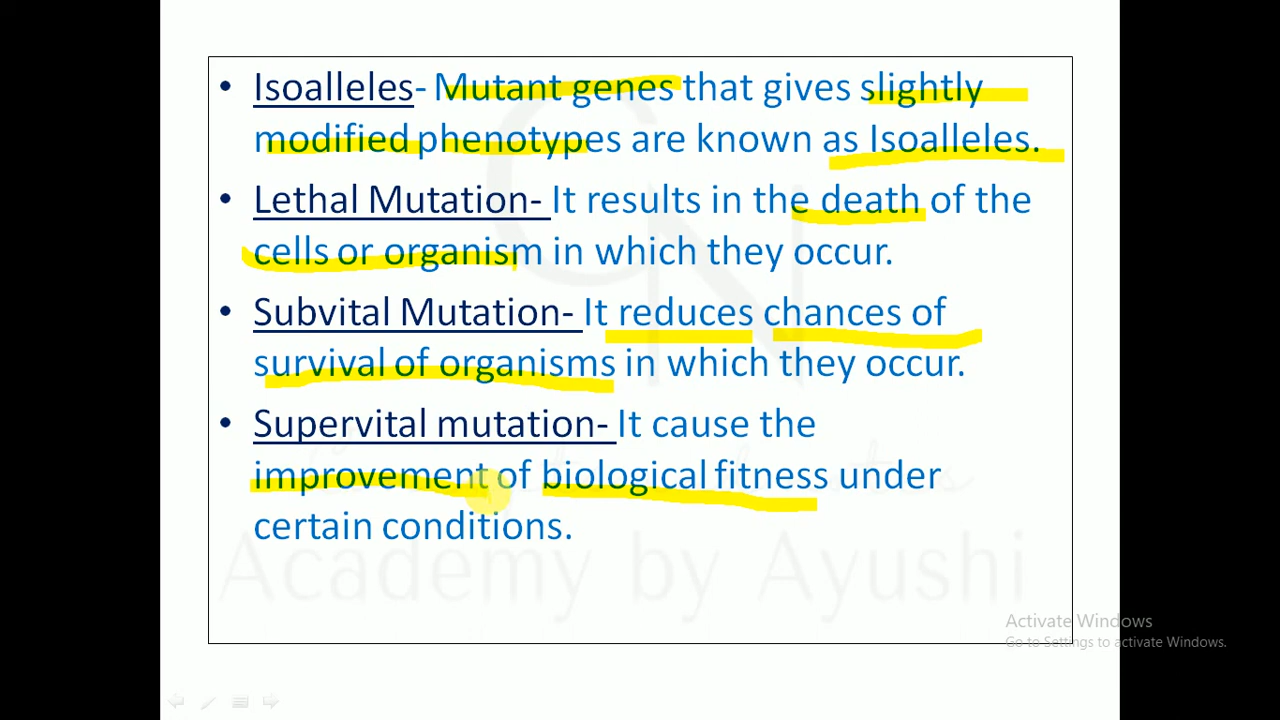 • Isoalleles- Mutant genes that gives slightly
modified phenotypes are known as Isoalleles.
• Lethal Mutation- It results in the death of the
cells or organism in which they occur.
• Subvital Mutation- It reduces chances of
survival of organisms in which they occur.
• Supervital mutation- It cause the
improvement of biological fitness under
certain conditions.
CN
Academy by Ayushi
Activate Windows
Go to Settings to activate Windows.